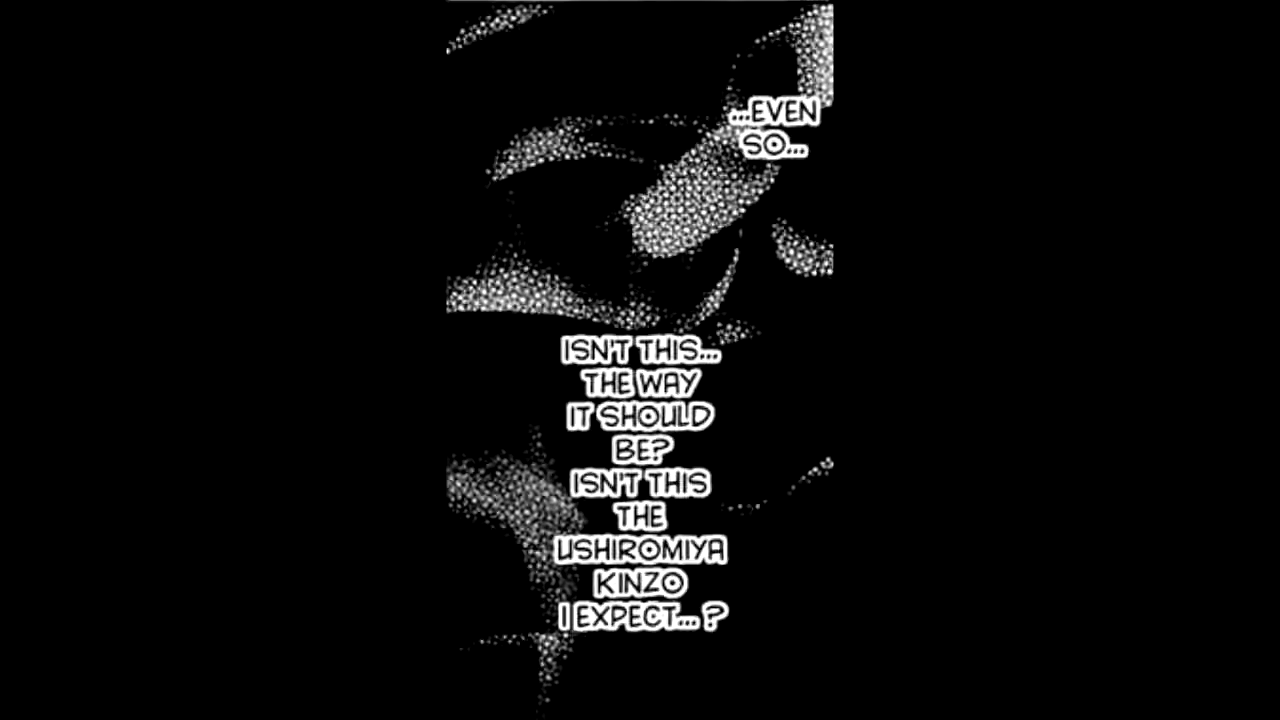 ...EVEN
SO...
ISN'T THIS...
THE WAY
IT SHOULD
BE?
ISN'T THIS
THE
USHIROMIYA
KINZO
I EXPECT... ?